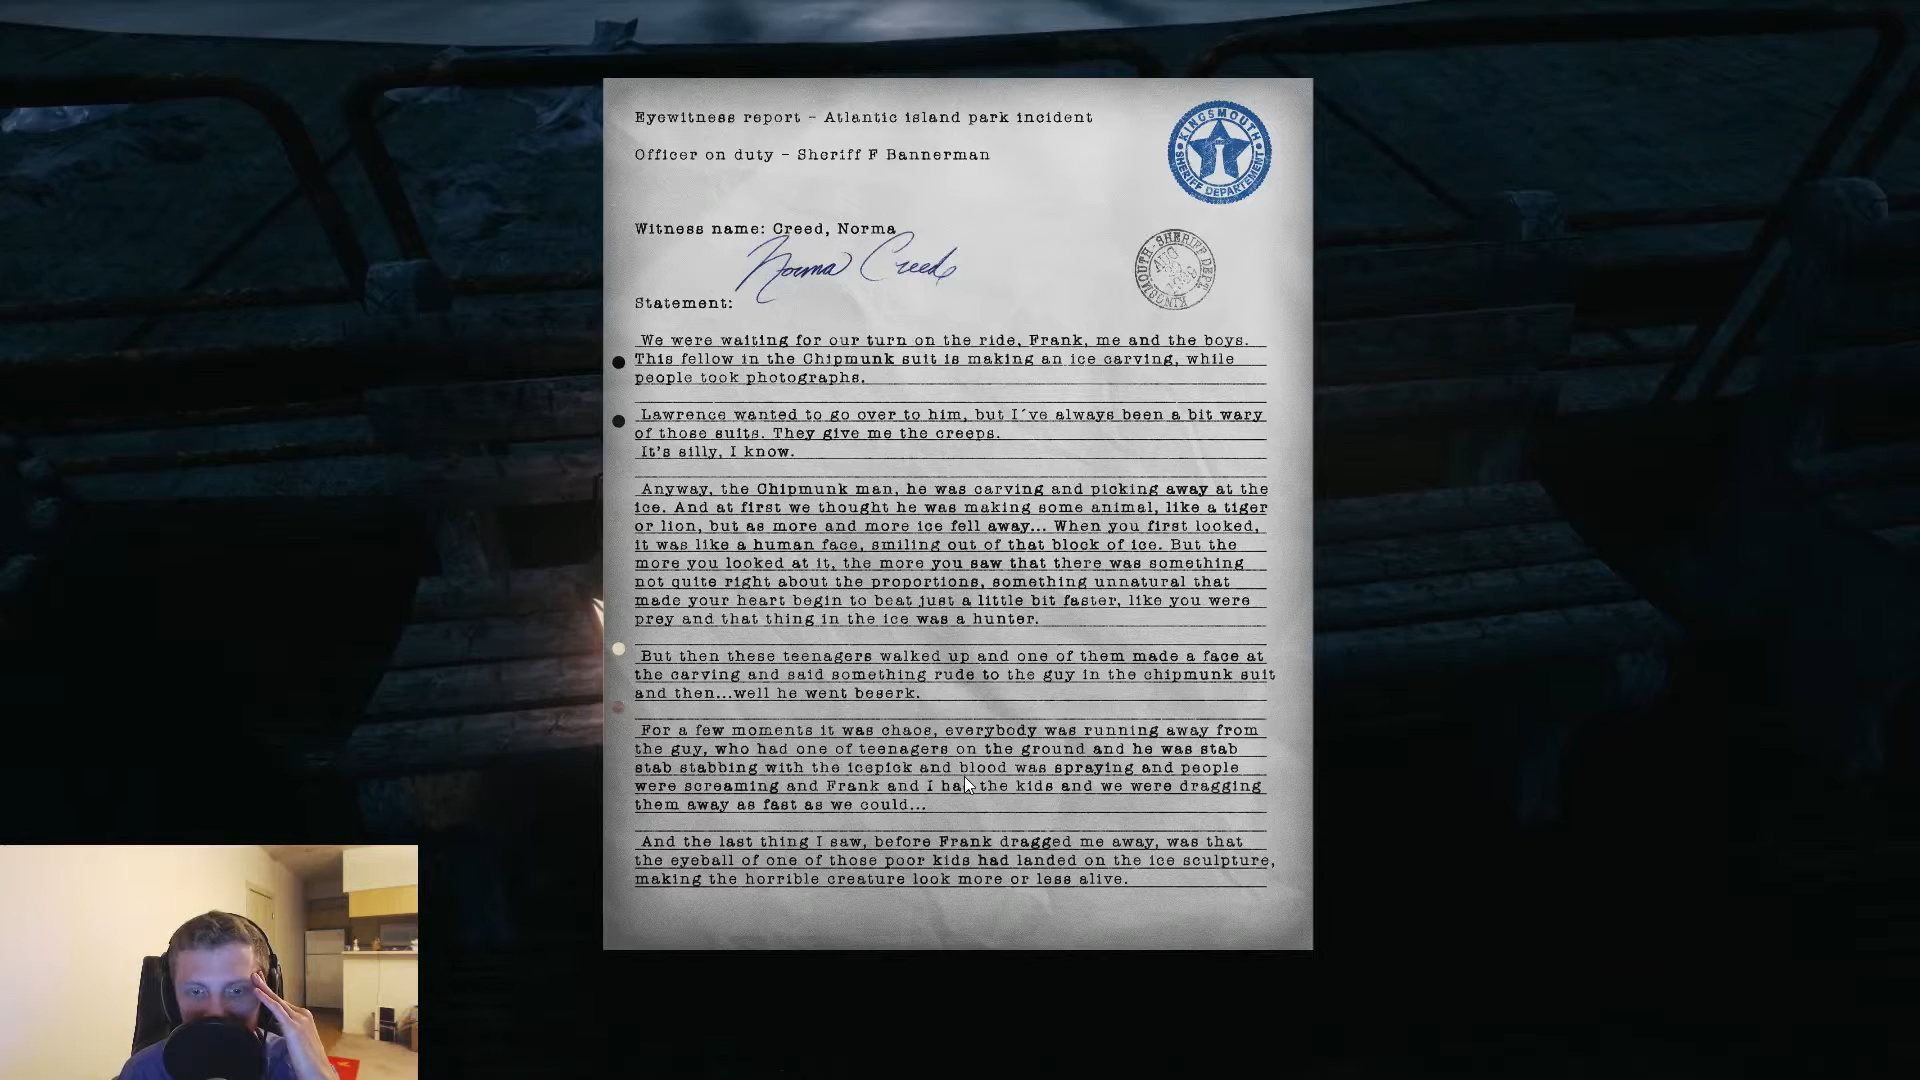 Eyewitness report - Atlantic island park incident
Officer on duty - Sheriff F Bannerman
KINGSMOUTH
SHERIFF DEPARTEMENT
Witness name: Creed, Norma
Norma Creed
KINGSMOUTH - SHERIFF DEPT.
AUG
Statement:
We were waiting for our turn on the ride, Frank, me and the boys.
This fellow in the Chipmunk suit is making an ice carving, while
people took photographs.
Lawrence wanted to go over to him, but I´ve always been a bit wary
of those suits. They give me the creeps.
It's silly, I know.
Anyway, the Chipmunk man, he was carving and picking away at the
ice. And at first we thought he was making some animal, like a tiger
or lion, but as more and more ice fell away... When you first looked,
it was like a human face, smiling out of that block of ice. But the
more you looked at it, the more you saw that there was something
not quite right about the proportions, something unnatural that
made your heart begin to beat just a little bit faster, like you were
prey and that thing in the ice was a hunter.
But then these teenagers walked up and one of them made a face at
the carving and said something rude to the guy in the chipmunk suit
and then...well he went beserk.
For a few moments it was chaos, everybody was running away from
the guy, who had one of teenagers on the ground and he was stab
stab stabbing with the icepick and blood was spraying and people
were screaming and Frank and I had the kids and we were dragging
them away as fast as we could...
And the last thing I saw, before Frank dragged me away, was that
the eyeball of one of those poor kids had landed on the ice sculpture,
making the horrible creature look more or less alive.